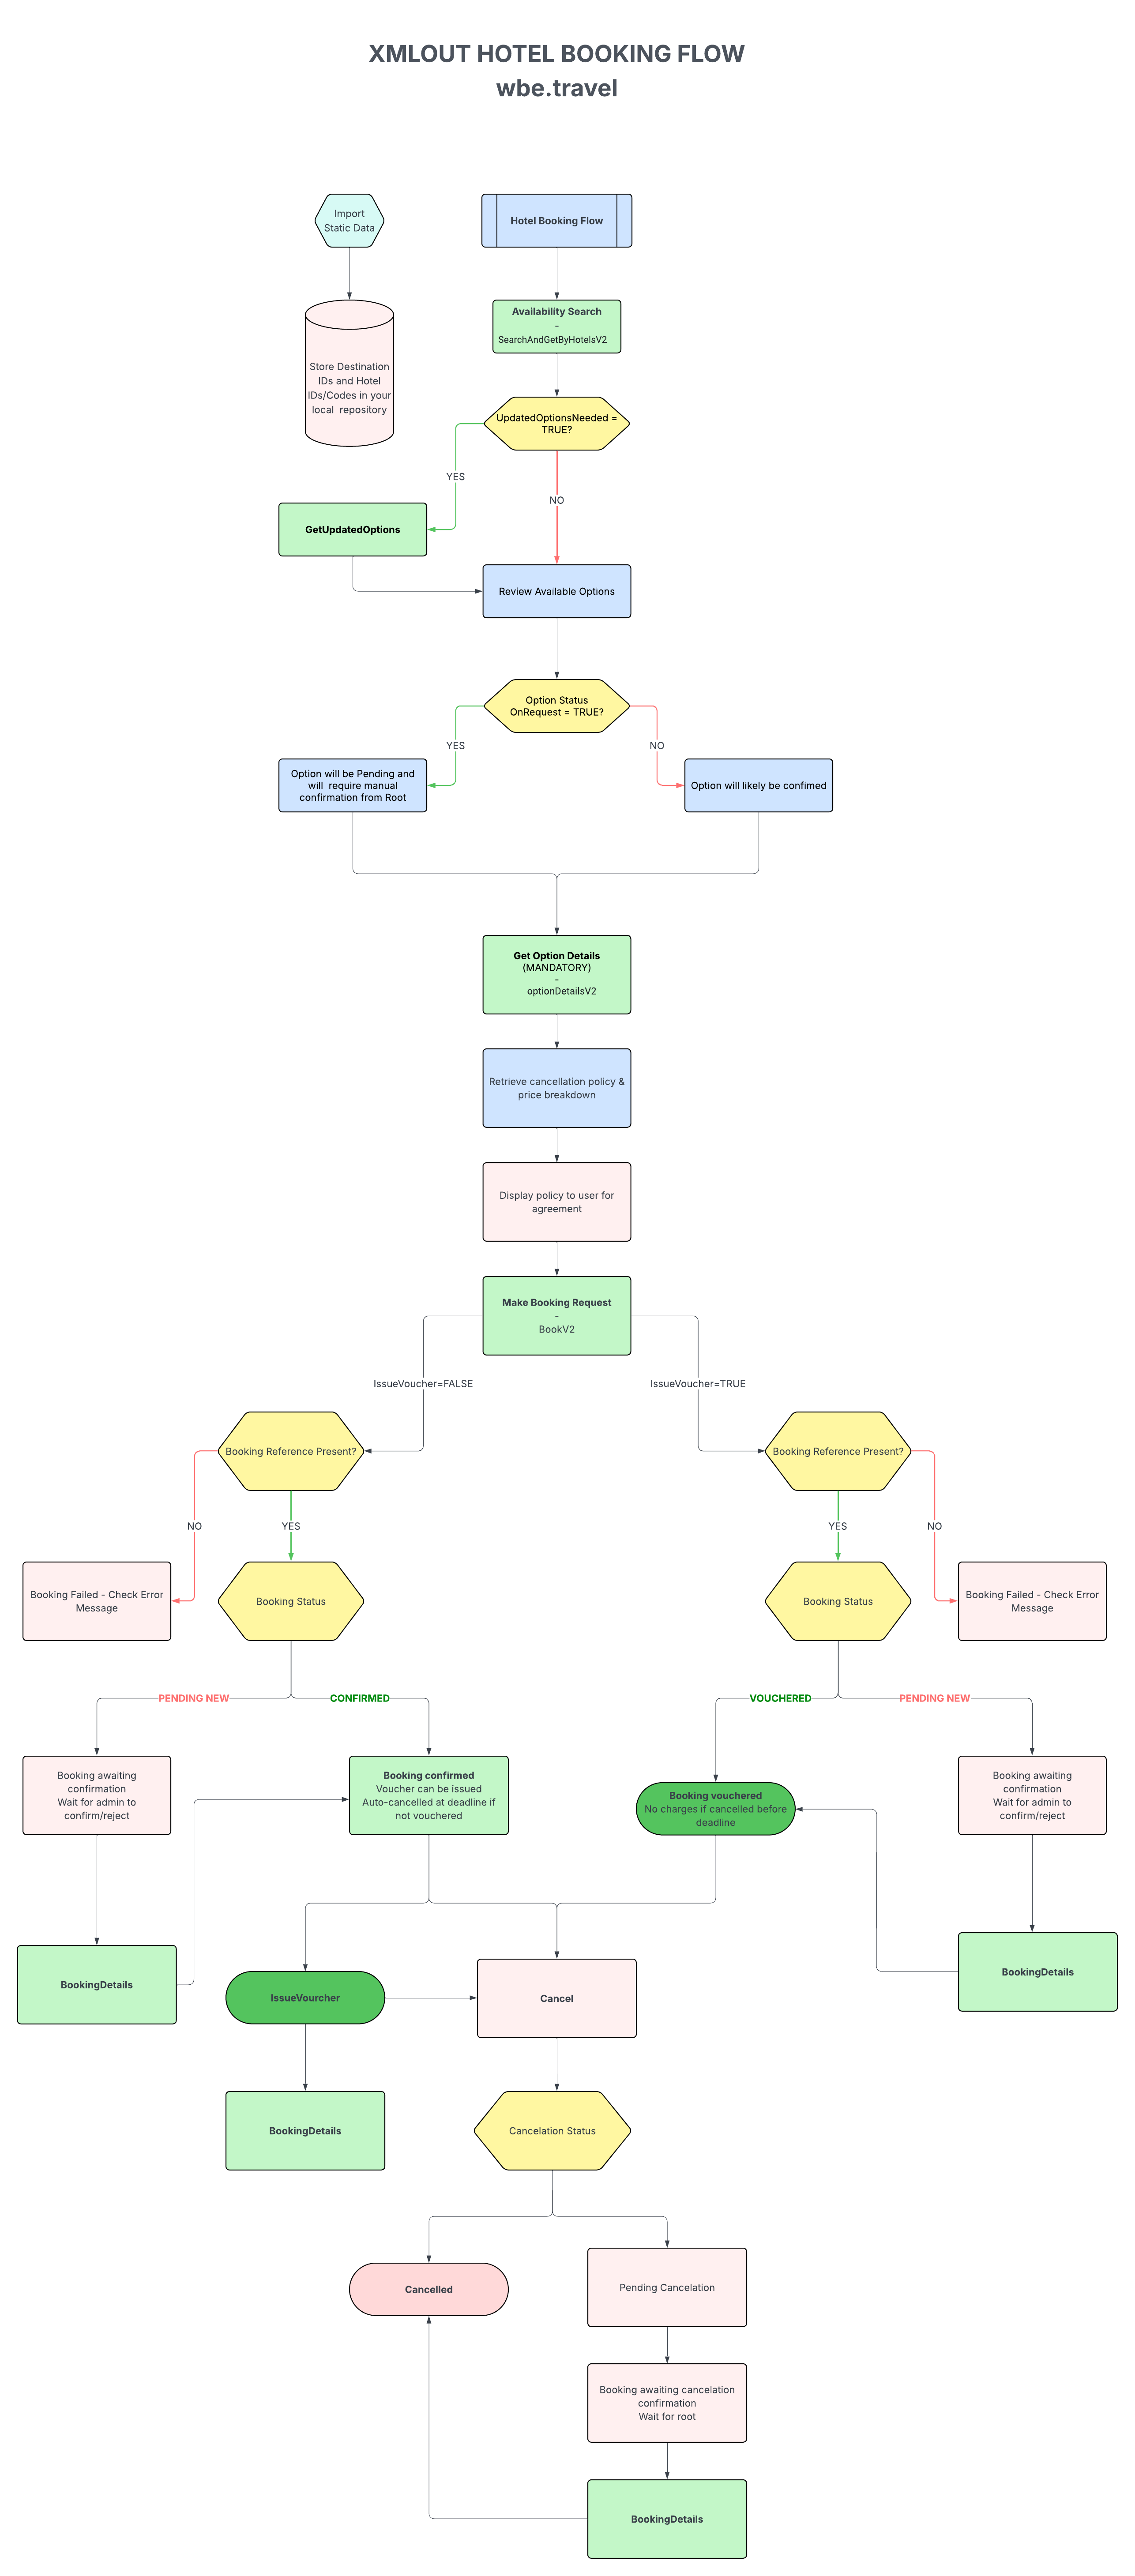 XMLOUT HOTEL BOOKING FLOW
wbe.travel
Import
Static Data
Hotel Booking Flow
Availability Search
-
SearchAndGetByHotelsV2
Store Destination
IDs and Hotel
IDs/Codes in your
local repository
UpdatedOptionsNeeded =
TRUE?
YES
NO
GetUpdatedOptions
Review Available Options
Option Status
OnRequest = TRUE?
YES
NO
Option will be Pending and
will require manual
confirmation from Root
Option will likely be confimed
Get Option Details
(MANDATORY)
-
optionDetailsV2
Retrieve cancellation policy &
price breakdown
Display policy to user for
agreement
Make Booking Request
-
BookV2
IssueVoucher=FALSE
IssueVoucher=TRUE
Booking Reference Present?
Booking Reference Present?
NO
YES
YES
NO
Booking Failed - Check Error
Message
Booking Status
Booking Status
Booking Failed - Check Error
Message
PENDING NEW
CONFIRMED
VOUCHERED
PENDING NEW
Booking awaiting
confirmation
Wait for admin to
confirm/reject
Booking confirmed
Voucher can be issued
Auto-cancelled at deadline if
not vouchered
Booking vouchered
No charges if cancelled before
deadline
Booking awaiting
confirmation
Wait for admin to
confirm/reject
BookingDetails
IssueVourcher
Cancel
BookingDetails
BookingDetails
Cancelation Status
Cancelled
Pending Cancelation
Booking awaiting cancelation
confirmation
Wait for root
BookingDetails